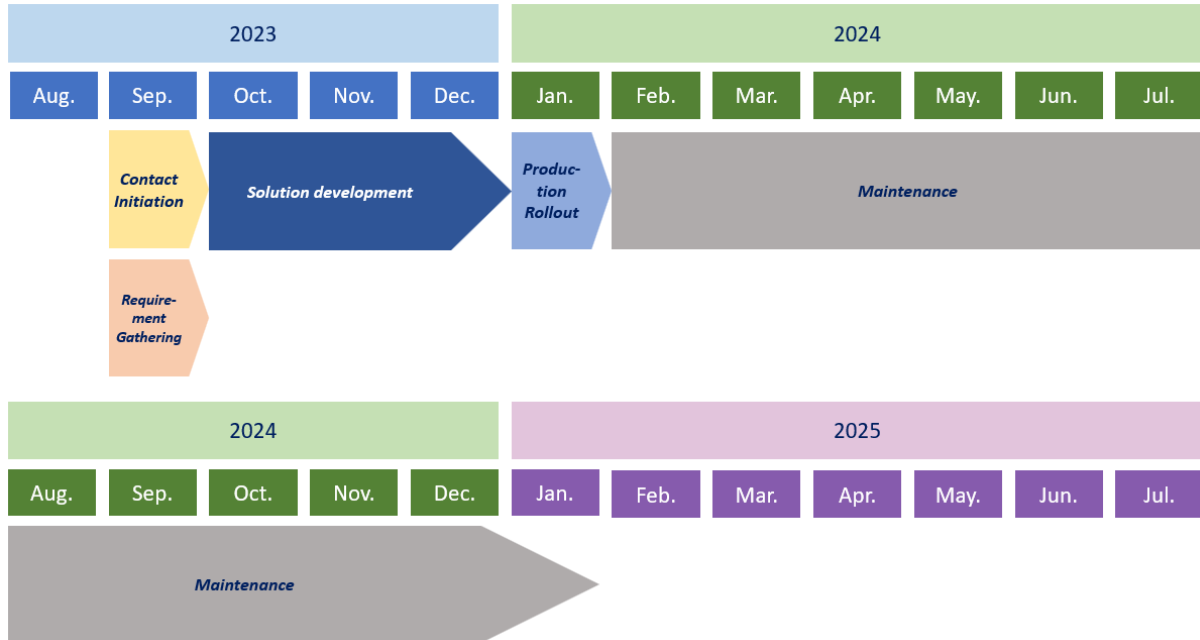 2023
2024
Aug.
Sep.
Oct.
Nov.
Dec.
Jan.
Feb.
Mar.
Apr.
May.
Jun.
Jul.
Contact
Initiation
Solution development
Produc-
tion
Rollout
Maintenance
Require-
ment
Gathering
2024
2025
Aug.
Sep.
Oct.
Nov.
Dec.
Jan.
Feb.
Mar.
Apr.
May.
Jun.
Jul.
Maintenance